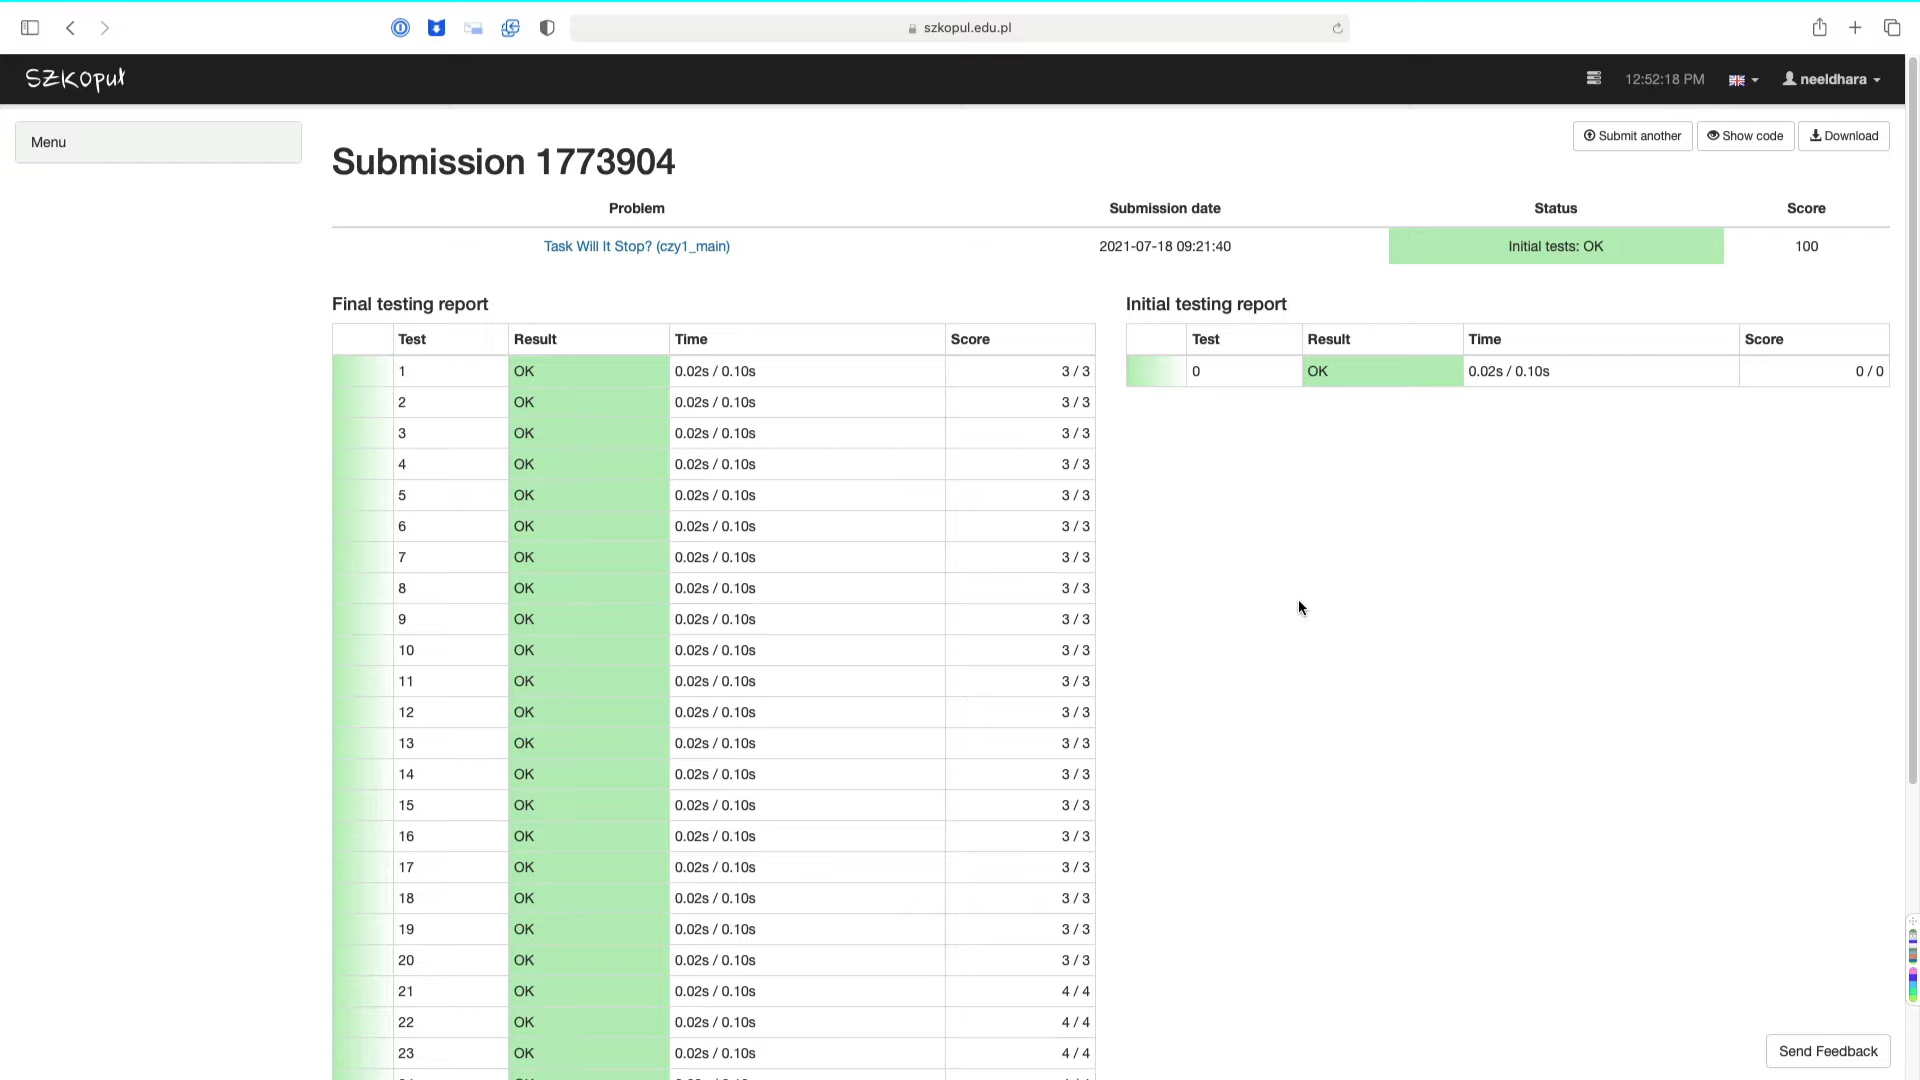 szkopul.edu.pl
SZKOpuł
12:52:18 PM
neeldhara
Menu
Submit another
Show code
Download
Submission 1773904
Problem Submission date Status Score
Task Will It Stop? (czy1_main) 2021-07-18 09:21:40 Initial tests: OK 100
Final testing report
Test Result Time Score
1 OK 0.02s / 0.10s 3 / 3
2 OK 0.02s / 0.10s 3 / 3
3 OK 0.02s / 0.10s 3 / 3
4 OK 0.02s / 0.10s 3 / 3
5 OK 0.02s / 0.10s 3 / 3
6 OK 0.02s / 0.10s 3 / 3
7 OK 0.02s / 0.10s 3 / 3
8 OK 0.02s / 0.10s 3 / 3
9 OK 0.02s / 0.10s 3 / 3
10 OK 0.02s / 0.10s 3 / 3
11 OK 0.02s / 0.10s 3 / 3
12 OK 0.02s / 0.10s 3 / 3
13 OK 0.02s / 0.10s 3 / 3
14 OK 0.02s / 0.10s 3 / 3
15 OK 0.02s / 0.10s 3 / 3
16 OK 0.02s / 0.10s 3 / 3
17 OK 0.02s / 0.10s 3 / 3
18 OK 0.02s / 0.10s 3 / 3
19 OK 0.02s / 0.10s 3 / 3
20 OK 0.02s / 0.10s 3 / 3
21 OK 0.02s / 0.10s 4 / 4
22 OK 0.02s / 0.10s 4 / 4
23 OK 0.02s / 0.10s 4 / 4
Initial testing report
Test Result Time Score
0 OK 0.02s / 0.10s 0 / 0
Send Feedback